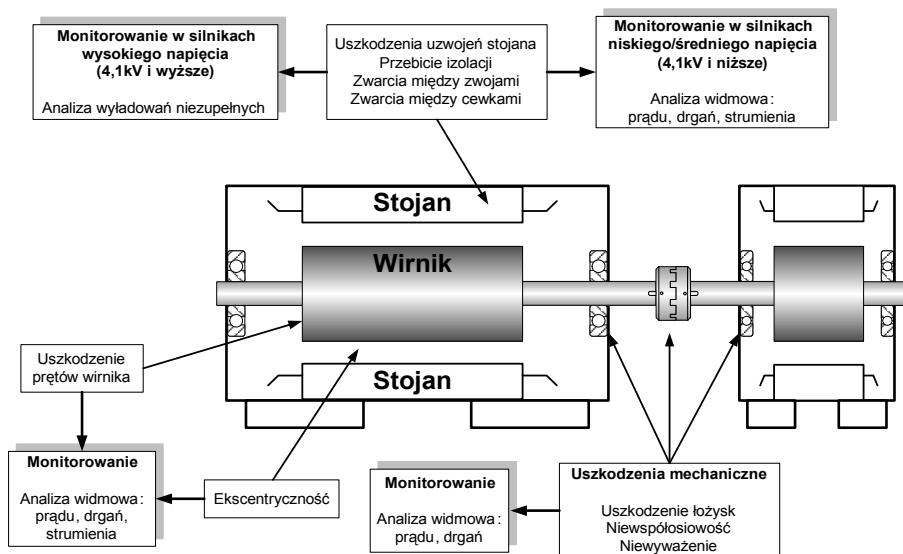 Monitorowanie w silnikach
wysokiego napięcia
(4,1kV i wyższe)
Analiza wyładowań niezupełnych
Uszkodzenia uzwojeń stojana
Przebicie izolacji
Zwarcia między zwojami
Zwarcia między cewkami
Monitorowanie w silnikach
niskiego/średniego napięcia
(4,1kV i niższe)
Analiza widmowa:
prądu, drgań, strumienia
Stojan
Wirnik
Stojan
Uszkodzenie
prętów wirnika
Monitorowanie
Analiza widmowa:
prądu, drgań,
strumienia
Ekscentryczność
Monitorowanie
Analiza widmowa:
prądu, drgań
Uszkodzenia mechaniczne
Uszkodzenie łożysk
Niewspółosiowość
Niewyważenie